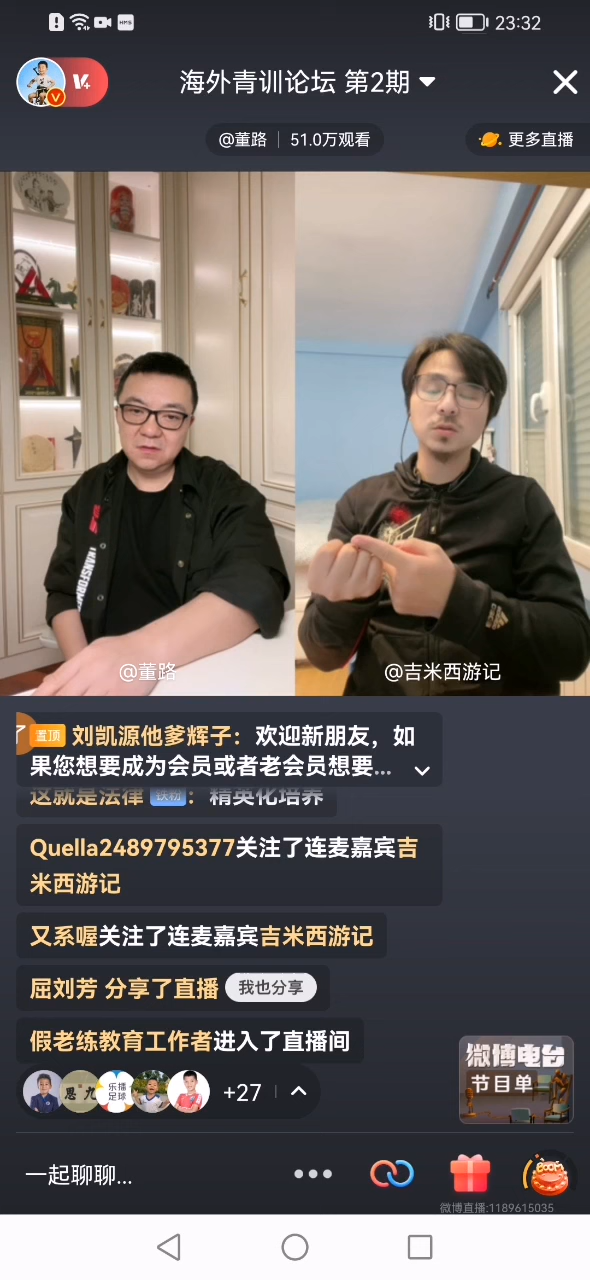 23:32
V4
海外青训论坛 第2期
@董路 51.0万观看
更多直播
TRANSFORM
@董路
@吉米西游记
置顶 刘凯源他爹辉子：欢迎新朋友，如
果您想要成为会员或者老会员想要...
这就是法律 铁粉：精英化培养
Quella2489795377关注了连麦嘉宾吉
米西游记
又系喔关注了连麦嘉宾吉米西游记
屈刘芳 分享了直播 我也分享
假老练教育工作者进入了直播间
乐播
足球
+27
微博电台
节目单
一起聊聊...
微博直播:1189615035